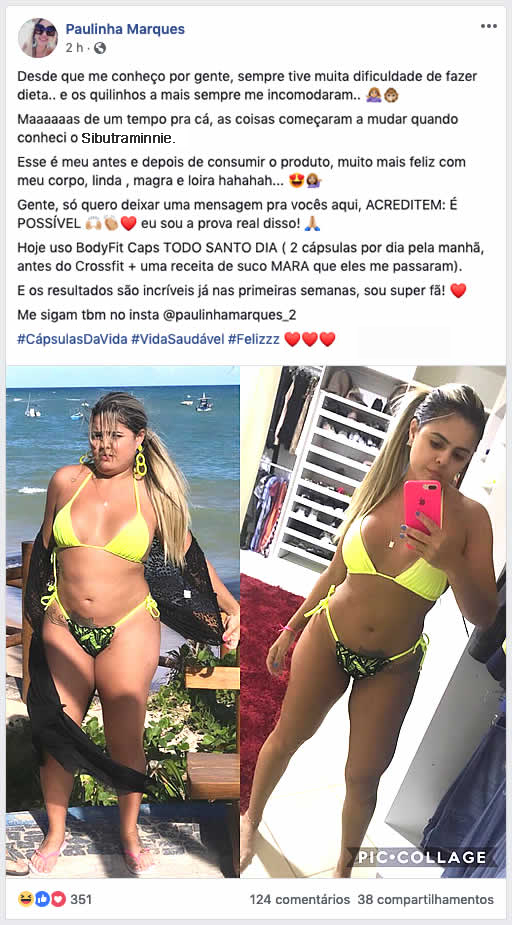 Paulinha Marques
2 h ·
Desde que me conheço por gente, sempre tive muita dificuldade de fazer
dieta.. e os quilinhos a mais sempre me incomodaram.. 🙍🏼‍♀️🙊
Maaaaaas de um tempo pra cá, as coisas começaram a mudar quando
conheci o Sibutraminnie.
Esse é meu antes e depois de consumir o produto, muito mais feliz com
meu corpo, linda , magra e loira hahahah... 😍💁🏽‍♀️
Gente, só quero deixar uma mensagem pra vocês aqui, ACREDITEM: É
POSSÍVEL 🙌🏻👏🏼❤️ eu sou a prova real disso! 🙏🏼
Hoje uso BodyFit Caps TODO SANTO DIA ( 2 cápsulas por dia pela manhã,
antes do Crossfit + uma receita de suco MARA que eles me passaram).
E os resultados são incríveis já nas primeiras semanas, sou super fã! ❤️
Me sigam tbm no insta @paulinhamarques_2
#CápsulasDaVida #VidaSaudável #Felizzz ❤️❤️❤️
PIC•COLLAGE
351 124 comentários 38 compartilhamentos